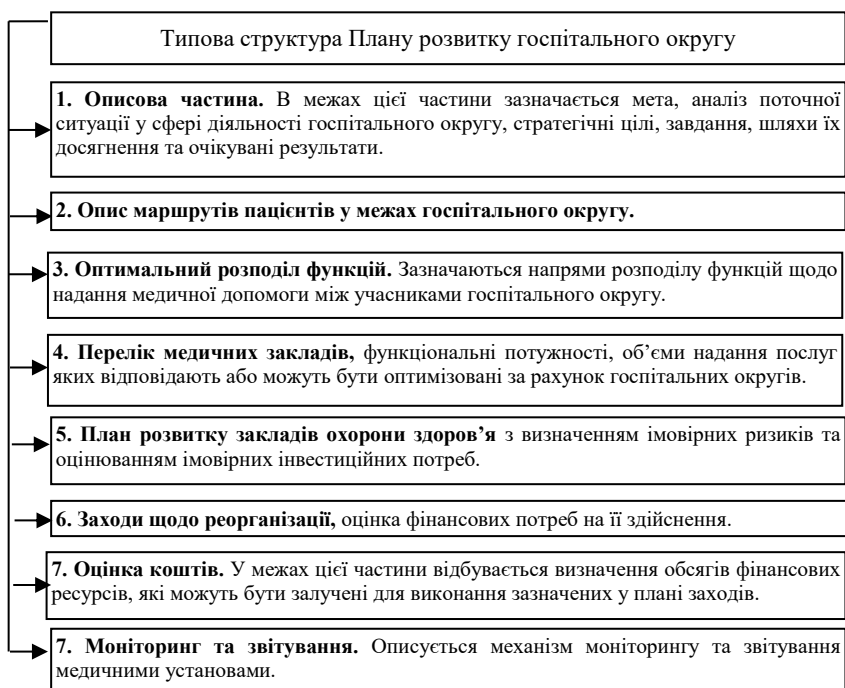 Типова структура Плану розвитку госпітального округу
1. Описова частина. В межах цієї частини зазначається мета, аналіз поточної
ситуації у сфері діяльності госпітального округу, стратегічні цілі, завдання, шляхи їх
досягнення та очікувані результати.
2. Опис маршрутів пацієнтів у межах госпітального округу.
3. Оптимальний розподіл функцій. Зазначаються напрями розподілу функцій щодо
надання медичної допомоги між учасниками госпітального округу.
4. Перелік медичних закладів, функціональні потужності, об’єми надання послуг
яких відповідають або можуть бути оптимізовані за рахунок госпітальних округів.
5. План розвитку закладів охорони здоров’я з визначенням імовірних ризиків та
оцінюванням імовірних інвестиційних потреб.
6. Заходи щодо реорганізації, оцінка фінансових потреб на її здійснення.
7. Оцінка коштів. У межах цієї частини відбувається визначення обсягів фінансових
ресурсів, які можуть бути залучені для виконання зазначених у плані заходів.
7. Моніторинг та звітування. Описується механізм моніторингу та звітування
медичними установами.